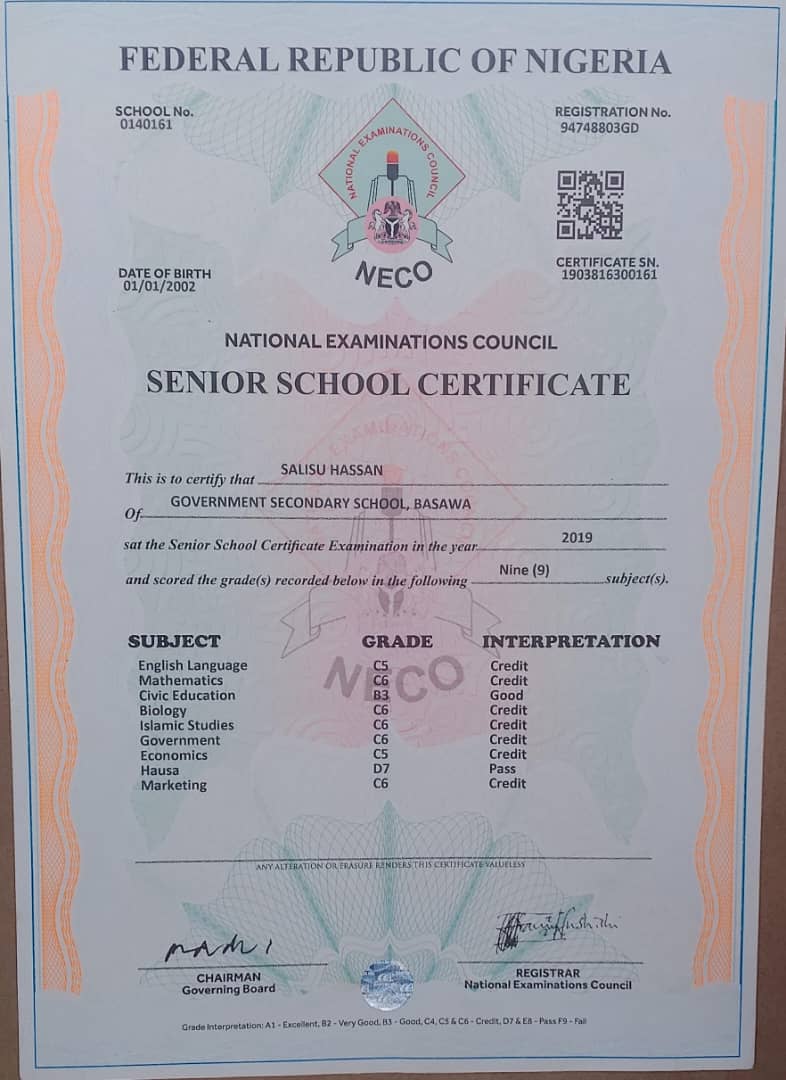 FEDERAL REPUBLIC OF NIGERIA
SCHOOL No.
0140161
REGISTRATION No.
94748803GD
NATIONAL EXAMINATIONS COUNCIL
NECO
DATE OF BIRTH
01/01/2002
CERTIFICATE SN.
1903816300161
NATIONAL EXAMINATIONS COUNCIL
SENIOR SCHOOL CERTIFICATE
This is to certify that SALISU HASSAN
Of GOVERNMENT SECONDARY SCHOOL, BASAWA
sat the Senior School Certificate Examination in the year 2019
and scored the grade(s) recorded below in the following Nine (9) subject(s).
SUBJECT GRADE INTERPRETATION
English Language C5 Credit
Mathematics C6 Credit
Civic Education B3 Good
Biology C6 Credit
Islamic Studies C6 Credit
Government C6 Credit
Economics C5 Credit
Hausa D7 Pass
Marketing C6 Credit
NECO
ANY ALTERATION OR ERASURE RENDERS THIS CERTIFICATE VALUELESS
CHAIRMAN
Governing Board
REGISTRAR
National Examinations Council
Grade Interpretation: A1 - Excellent, B2 - Very Good, B3 - Good, C4, C5 & C6 - Credit, D7 & E8 - Pass F9 - Fail